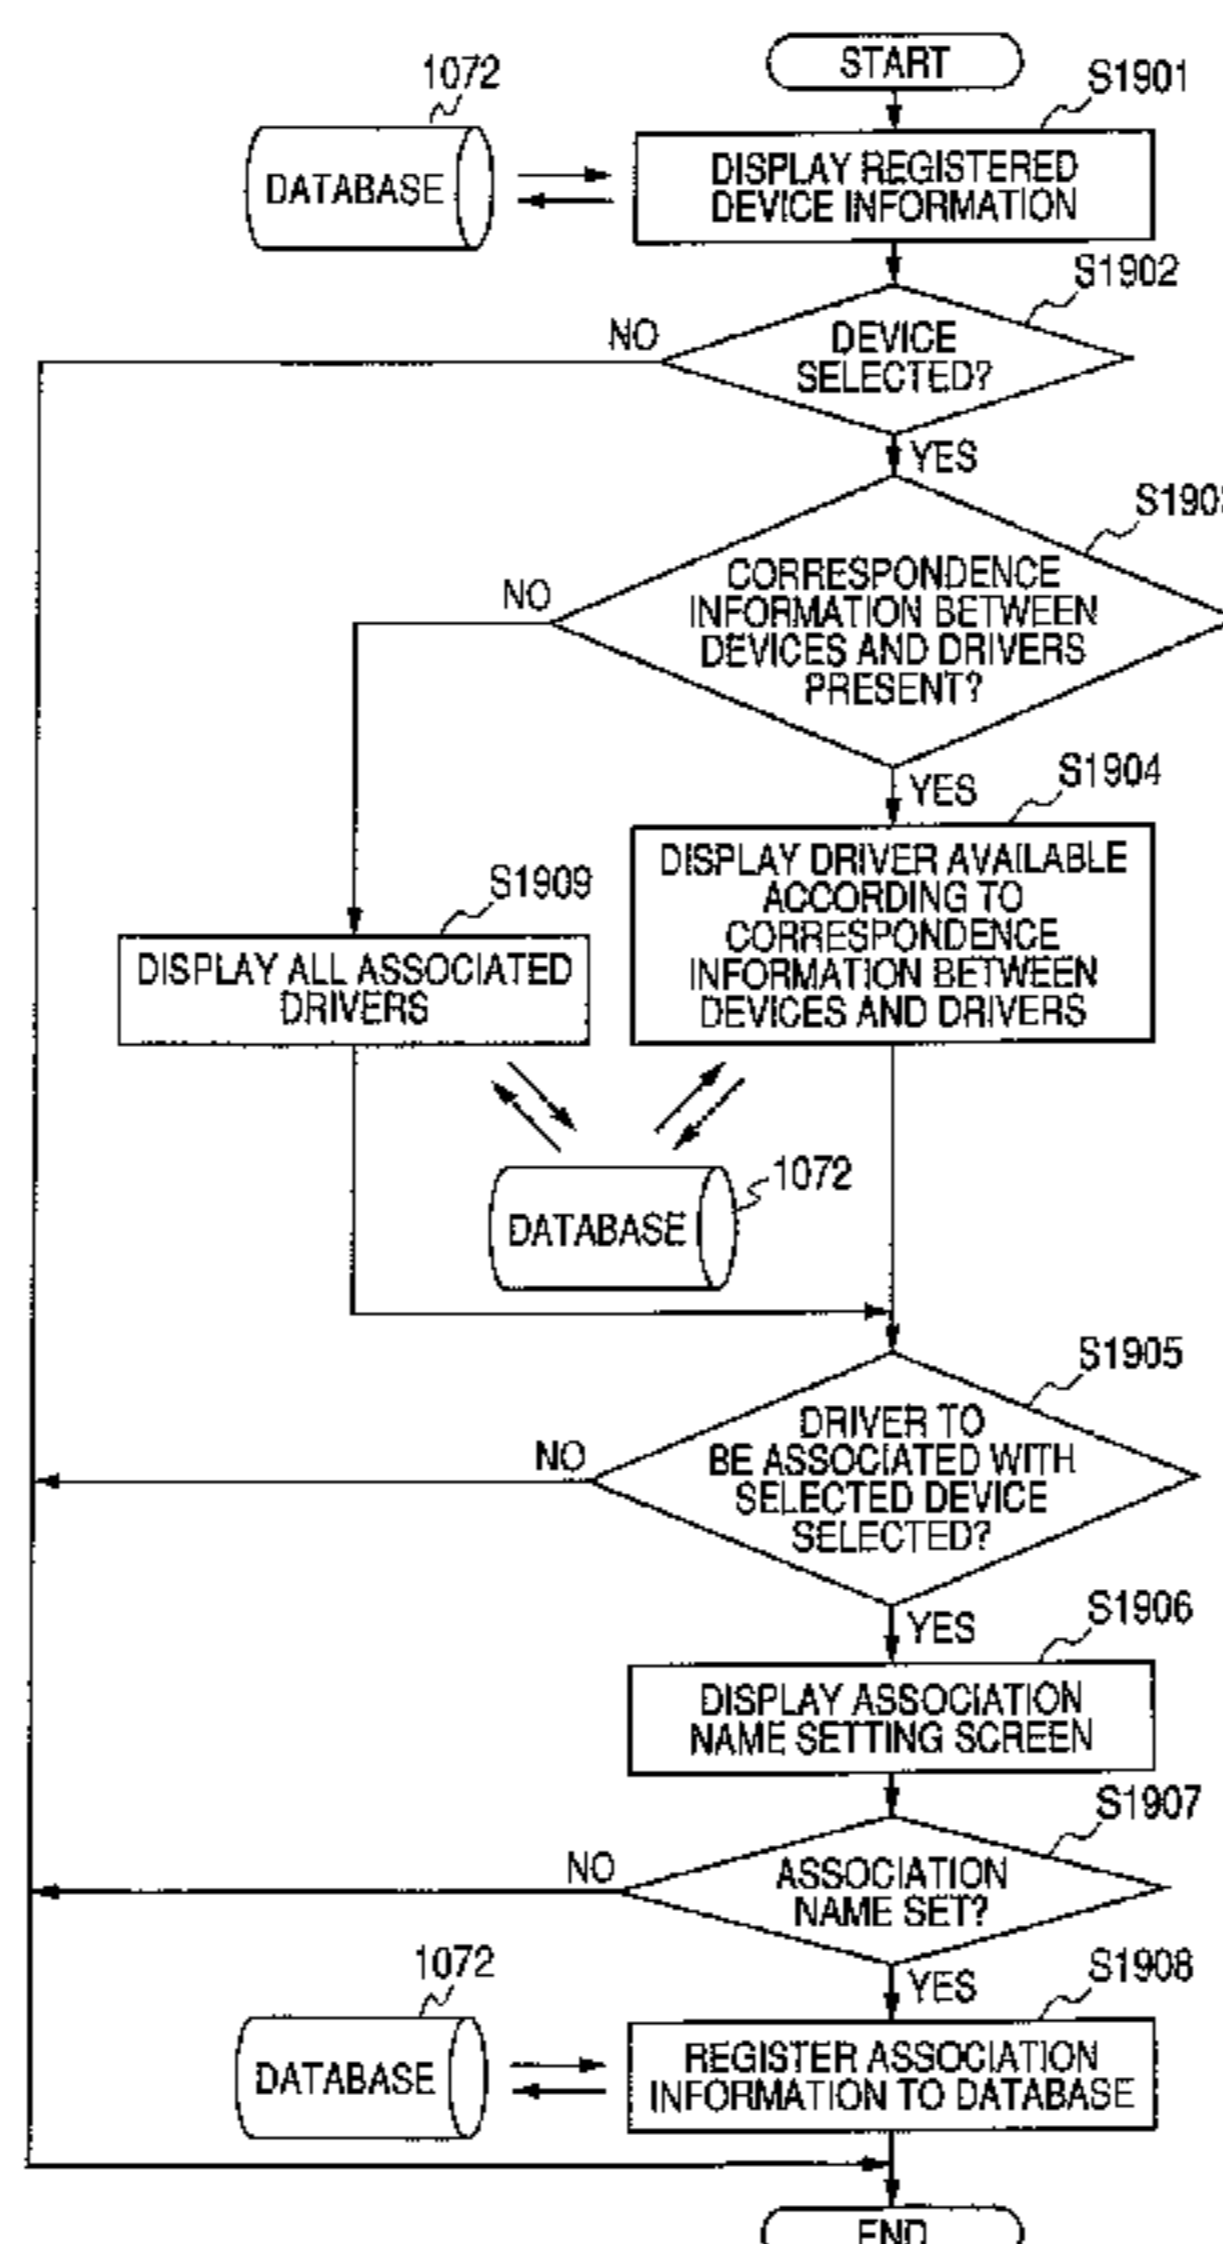 START
1072
S1901
DATABASE
DISPLAY REGISTERED
DEVICE INFORMATION
S1902
NO
DEVICE
SELECTED?
YES
S190
NO
CORRESPONDENCE
INFORMATION BETWEEN
DEVICES AND DRIVERS
PRESENT?
YES
S1904
DISPLAY DRIVER AVAILABLE
ACCORDING TO
CORRESPONDENCE
INFORMATION BETWEEN
DEVICES AND DRIVERS
S1909
DISPLAY ALL ASSOCIATED
DRIVERS
1072
DATABASE
S1905
NO
DRIVER TO
BE ASSOCIATED WITH
SELECTED DEVICE
SELECTED?
YES
S1906
DISPLAY ASSOCIATION
NAME SETTING SCREEN
S1907
NO
ASSOCIATION
NAME SET?
YES
1072
S1908
DATABASE
REGISTER ASSOCIATION
INFORMATION TO DATABASE
END